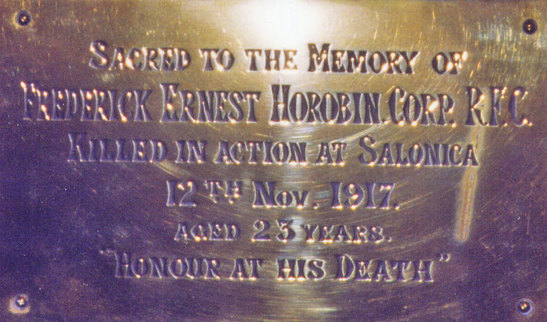 Sacred to the Memory of
Frederick Ernest Horobin. Corp. R.F.C.
Killed in action at Salonica
12th Nov. 1917.
aged 23 years.
"Honour at his Death"